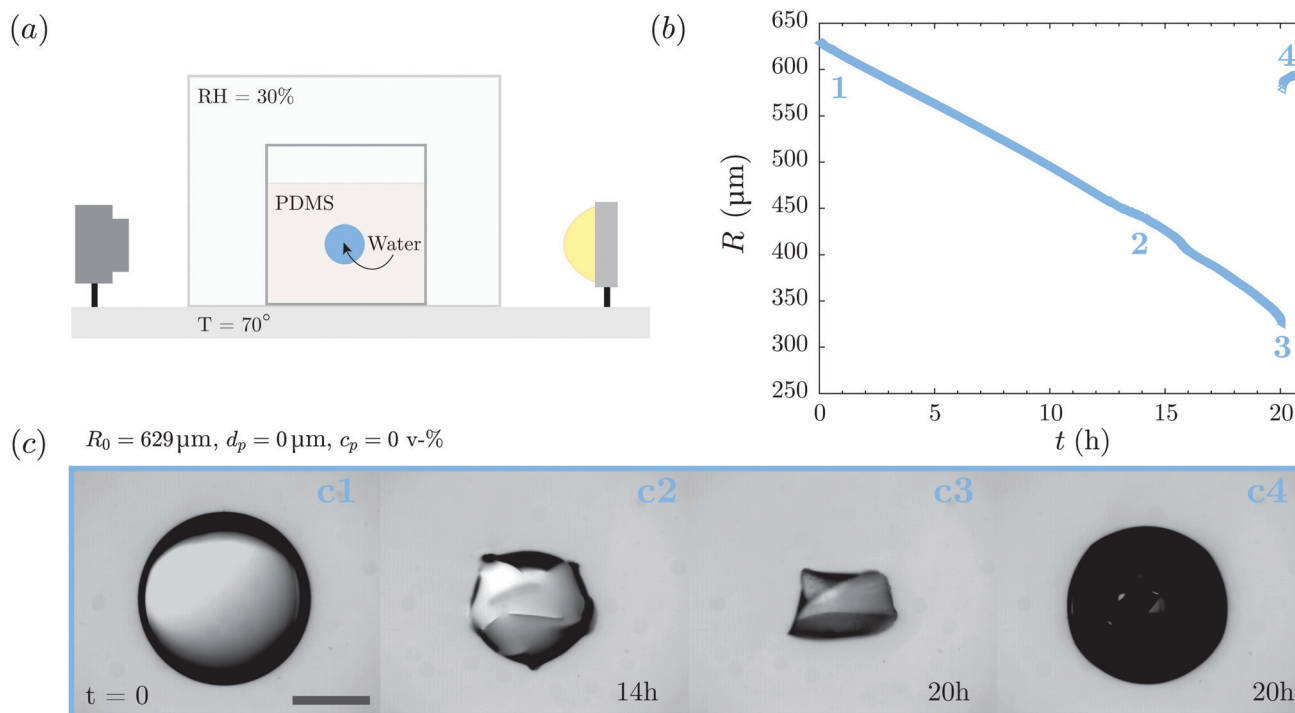 (a)
RH = 30%
PDMS
Water
T = 70°
(b)
650
600
550
500
450
400
350
300
250
R (μm)
0
5
10
15
20
t (h)
1
2
3
4
(c)
R₀ = 629 μm, dₚ = 0 μm, cₚ = 0 v-%
c1
c2
c3
c4
t = 0
14h
20h
20h